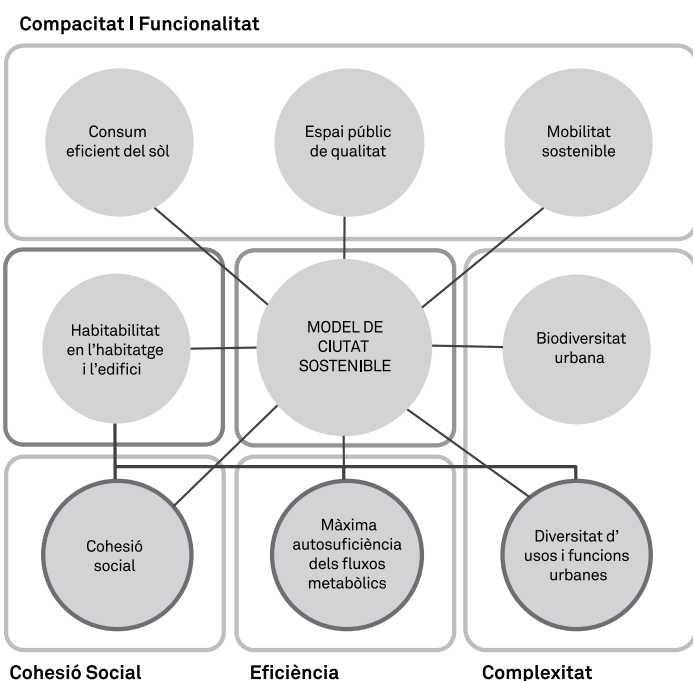 Compacitat I Funcionalitat
Consum
eficient del sòl
Espai públic
de qualitat
Mobilitat
sostenible
Habitabilitat
en l'habitatge
i l'edifici
MODEL DE
CIUTAT
SOSTENIBLE
Biodiversitat
urbana
Cohesió
social
Màxima
autosuficiència
dels fluxos
metabòlics
Diversitat d'
usos i funcions
urbanes
Cohesió Social
Eficiència
Complexitat